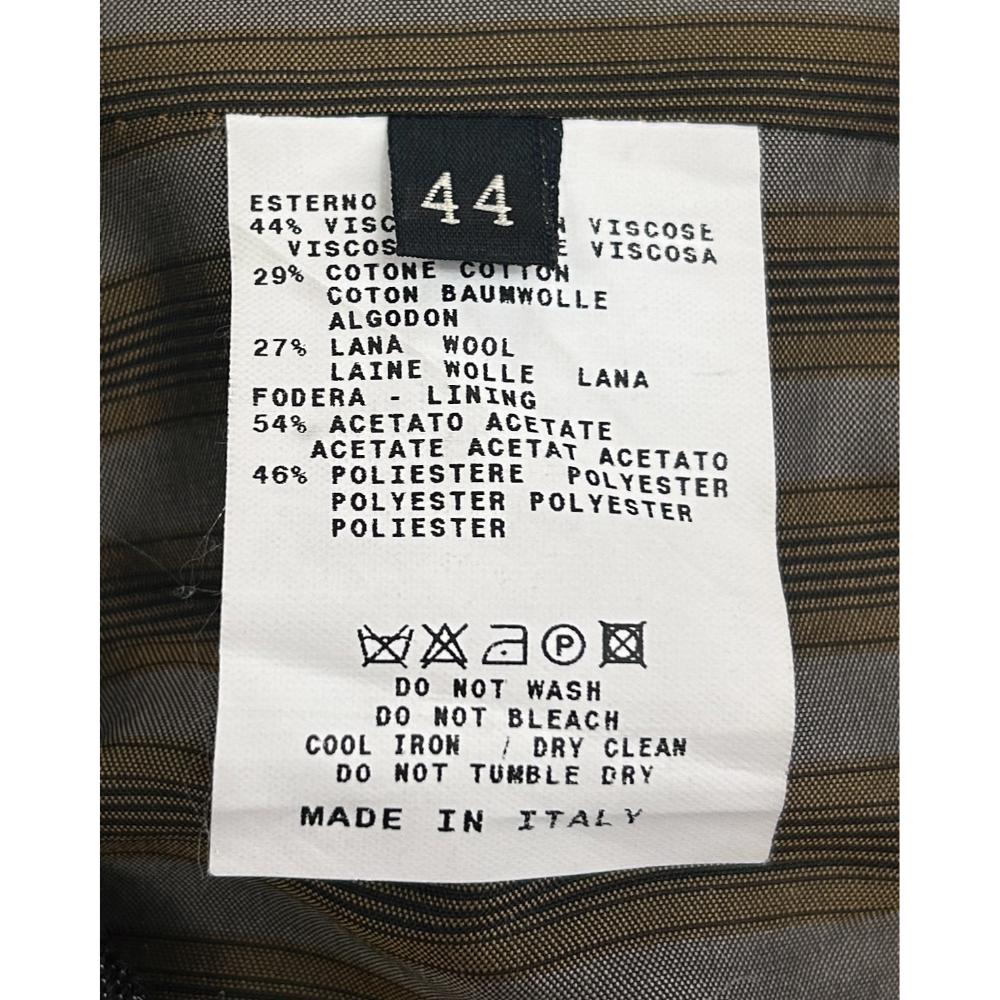 44
ESTERNO
44% VISCOSE
VISCOSA
29% COTONE COTTON
COTON BAUMWOLLE
ALGODON
27% LANA WOOL
LAINE WOLLE LANA
FODERA - LINING
54% ACETATO ACETATE
ACETATE ACETAT ACETATO
46% POLIESTERE POLYESTER
POLYESTER POLYESTER
POLIESTER
P
DO NOT WASH
DO NOT BLEACH
COOL IRON / DRY CLEAN
DO NOT TUMBLE DRY
MADE IN ITALY